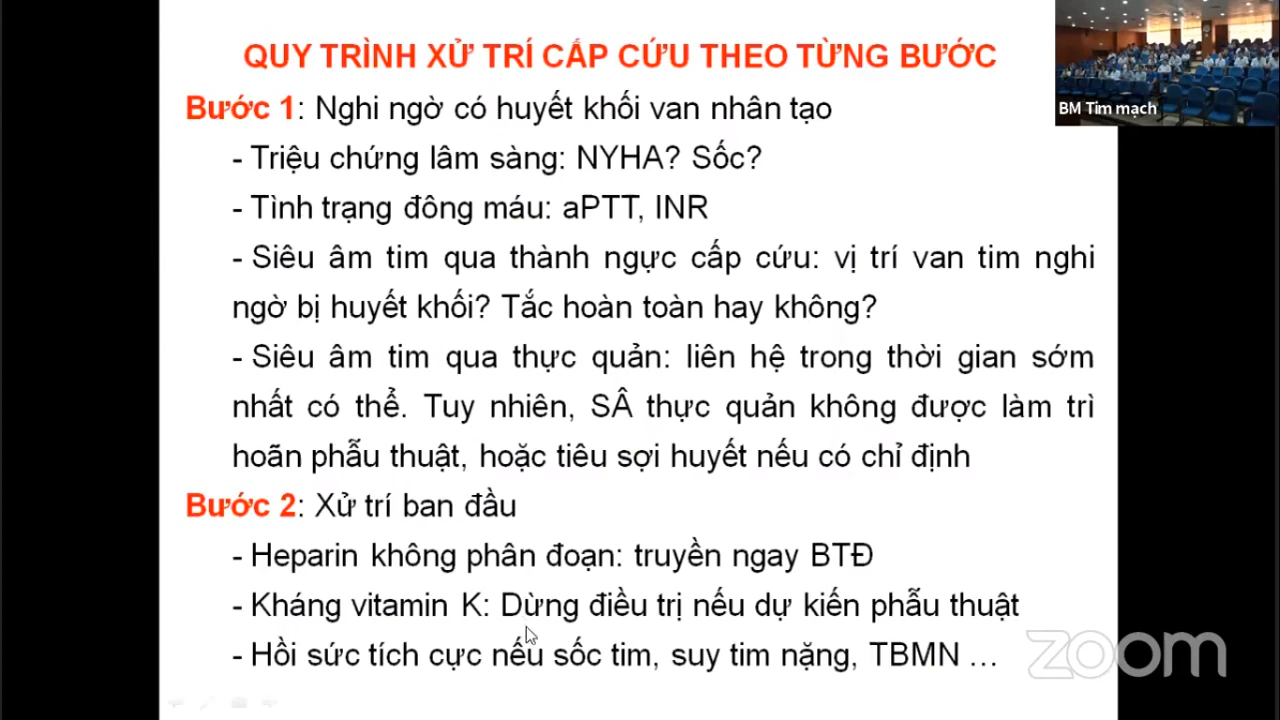 QUY TRÌNH XỬ TRÍ CẤP CỨU THEO TỪNG BƯỚC
Bước 1: Nghi ngờ có huyết khối van nhân tạo
- Triệu chứng lâm sàng: NYHA? Sốc?
- Tình trạng đông máu: aPTT, INR
- Siêu âm tim qua thành ngực cấp cứu: vị trí van tim nghi
ngờ bị huyết khối? Tắc hoàn toàn hay không?
- Siêu âm tim qua thực quản: liên hệ trong thời gian sớm
nhất có thể. Tuy nhiên, SÂ thực quản không được làm trì
hoãn phẫu thuật, hoặc tiêu sợi huyết nếu có chỉ định
Bước 2: Xử trí ban đầu
- Heparin không phân đoạn: truyền ngay BTĐ
- Kháng vitamin K: Dừng điều trị nếu dự kiến phẫu thuật
- Hồi sức tích cực nếu sốc tim, suy tim nặng, TBMN ...
BM Tim mạch
zoom